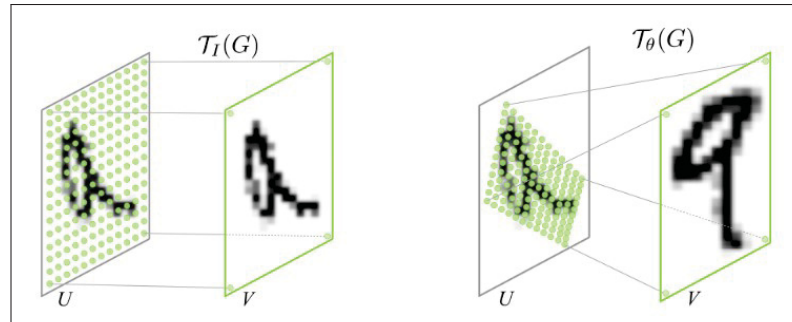 𝒯_I(G) 𝒯_θ(G)
U V U V